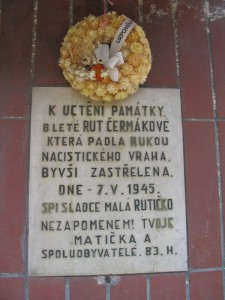 K UCTĚNÍ PAMÁTKY
8 LETÉ RUT ČERMÁKOVÉ
KTERÁ PADLA RUKOU
NACISTICKÉHO VRAHA,
BYVŠI ZASTŘELENA,
DNE - 7. V. 1945.
SPI SLADCE MALÁ RUTIČKO
NEZAPOMENEM! TVOJE
MATIČKA A
SPOLUOBYVATELÉ. 83. H.